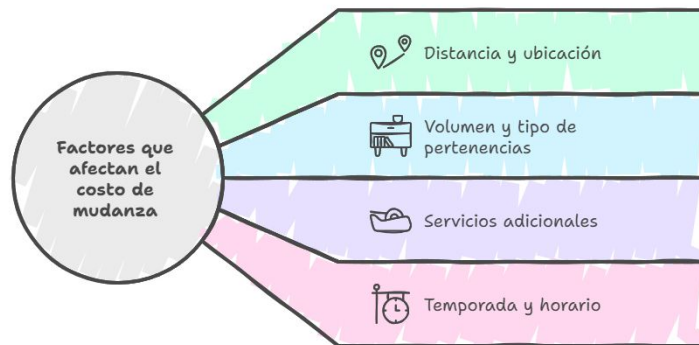 Factores que
afectan el
costo de
mudanza
Distancia y ubicación
Volumen y tipo de
pertenencias
Servicios adicionales
Temporada y horario